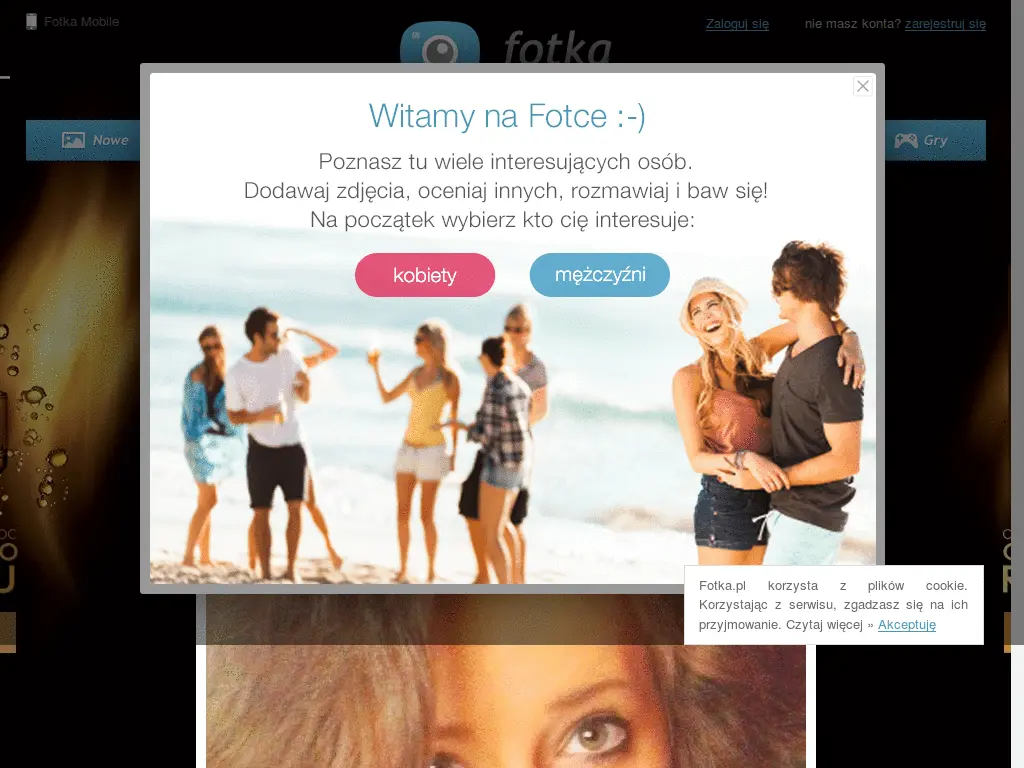 Fotka Mobile
Zaloguj się
nie masz konta? zarejestruj się
fotka
Nowe
Gry
Witamy na Fotce :-)
Poznasz tu wiele interesujących osób.
Dodawaj zdjęcia, oceniaj innych, rozmawiaj i baw się!
Na początek wybierz kto cię interesuje:
kobiety
mężczyźni
Fotka.pl korzysta z plików cookie.
Korzystając z serwisu, zgadzasz się na ich
przyjmowanie. Czytaj więcej » Akceptuję